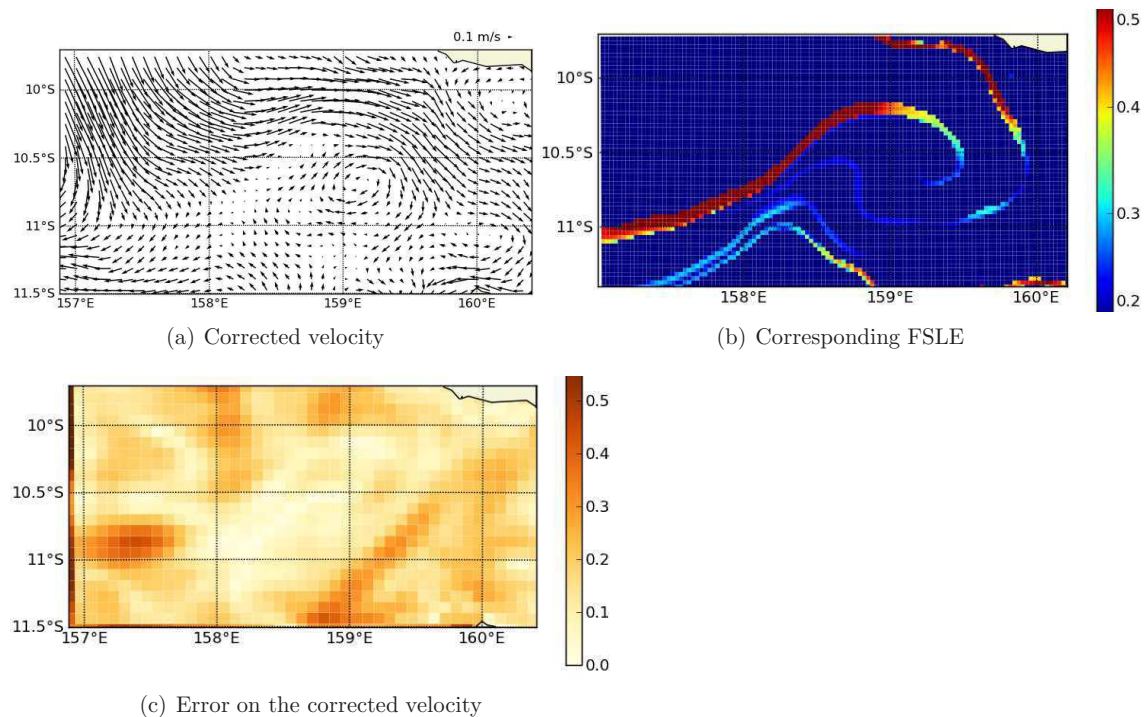 0.1 m/s
10°S
10.5°S
11°S
11.5°S
157°E 158°E 159°E 160°E
(a) Corrected velocity
10°S
10.5°S
11°S
158°E 159°E 160°E
0.5
0.4
0.3
0.2
(b) Corresponding FSLE
10°S
10.5°S
11°S
11.5°S
157°E 158°E 159°E 160°E
0.5
0.4
0.3
0.2
0.1
0.0
(c) Error on the corrected velocity